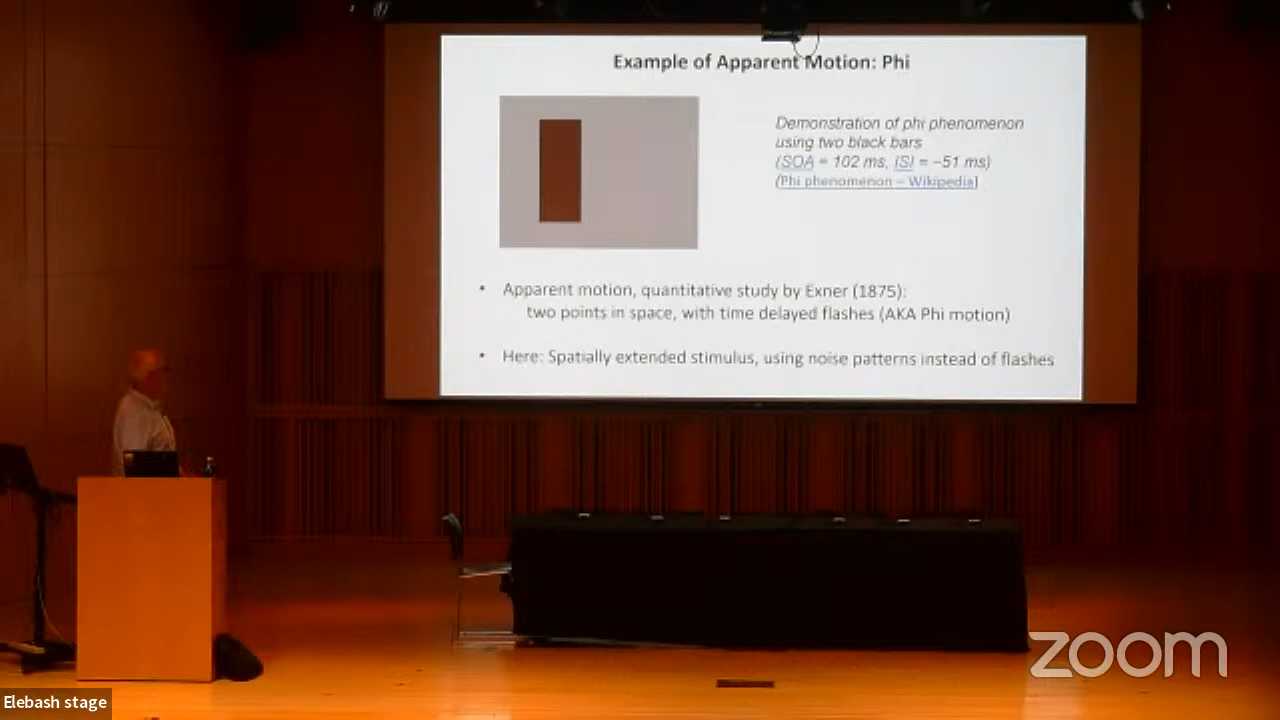 Example of Apparent Motion: Phi
Demonstration of phi phenomenon
using two black bars
(SOA = 102 ms, ISI = −51 ms)
(Phi phenomenon – Wikipedia)
• Apparent motion, quantitative study by Exner (1875):
two points in space, with time delayed flashes (AKA Phi motion)
• Here: Spatially extended stimulus, using noise patterns instead of flashes
zoom
Elebash stage